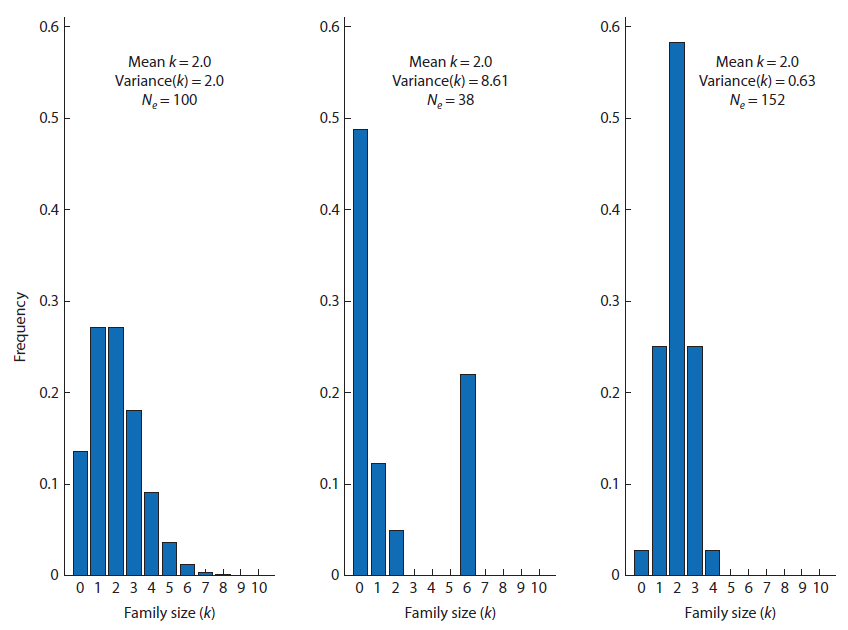 0.6
0.5
0.4
0.3
0.2
0.1
0
Frequency
Mean k = 2.0
Variance(k) = 2.0
Ne = 100
0 1 2 3 4 5 6 7 8 9 10
Family size (k)
0.6
0.5
0.4
0.3
0.2
0.1
0
Mean k = 2.0
Variance(k) = 8.61
Ne = 38
0 1 2 3 4 5 6 7 8 9 10
Family size (k)
0.6
0.5
0.4
0.3
0.2
0.1
0
Mean k = 2.0
Variance(k) = 0.63
Ne = 152
0 1 2 3 4 5 6 7 8 9 10
Family size (k)